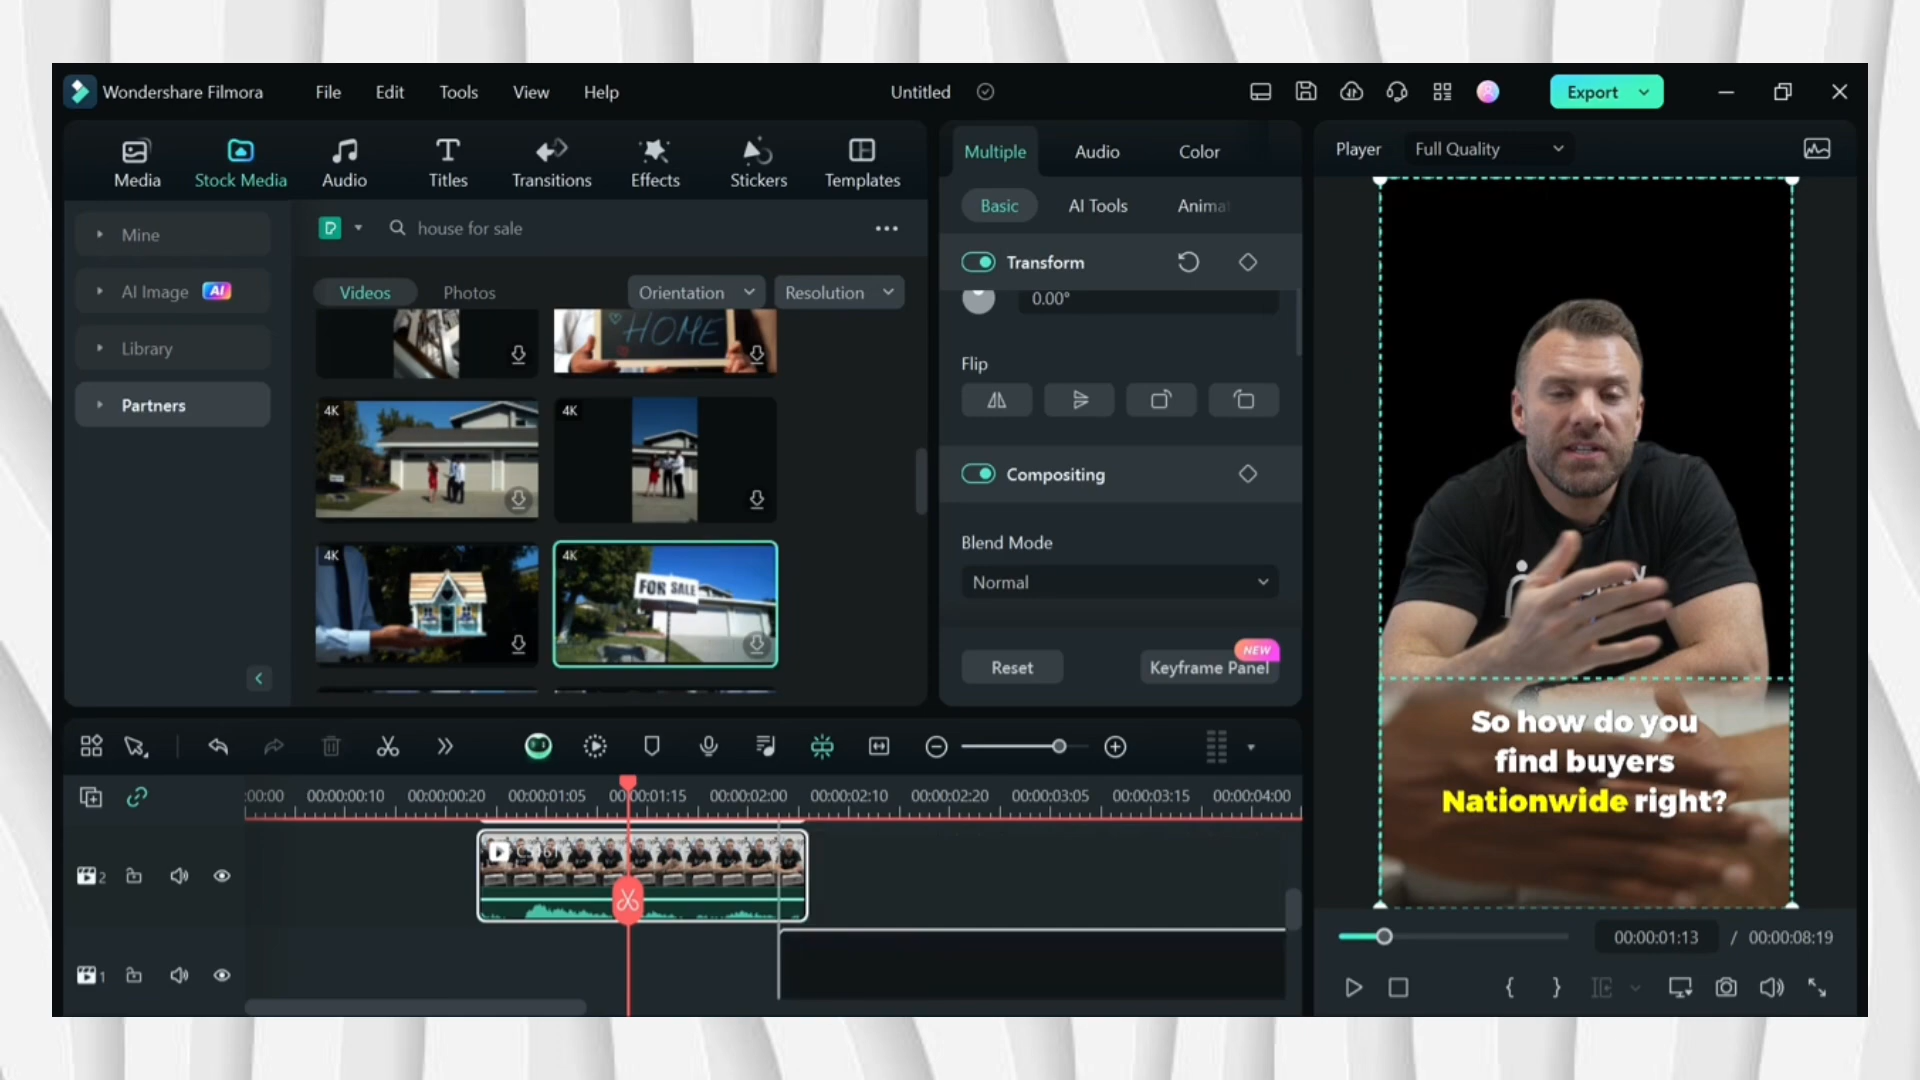 Wondershare Filmora
File
Edit
Tools
View
Help
Untitled
Export
Media
Stock Media
Audio
Titles
Transitions
Effects
Stickers
Templates
Mine
AI Image
AI
Library
Partners
house for sale
Videos
Photos
Orientation
Resolution
HOME
4K
4K
4K
4K
FOR SALE
Multiple
Audio
Color
Basic
AI Tools
Anima
Transform
0.00°
Flip
Compositing
Blend Mode
Normal
NEW
Reset
Keyframe Panel
Player
Full Quality
So how do you
find buyers
Nationwide right?
00:00:01:13 / 00:00:08:19
:00:00
00:00:00:10
00:00:00:20
00:00:01:05
00:00:01:15
00:00:02:00
00:00:02:10
00:00:02:20
00:00:03:05
00:00:03:15
00:00:04:00
2
1